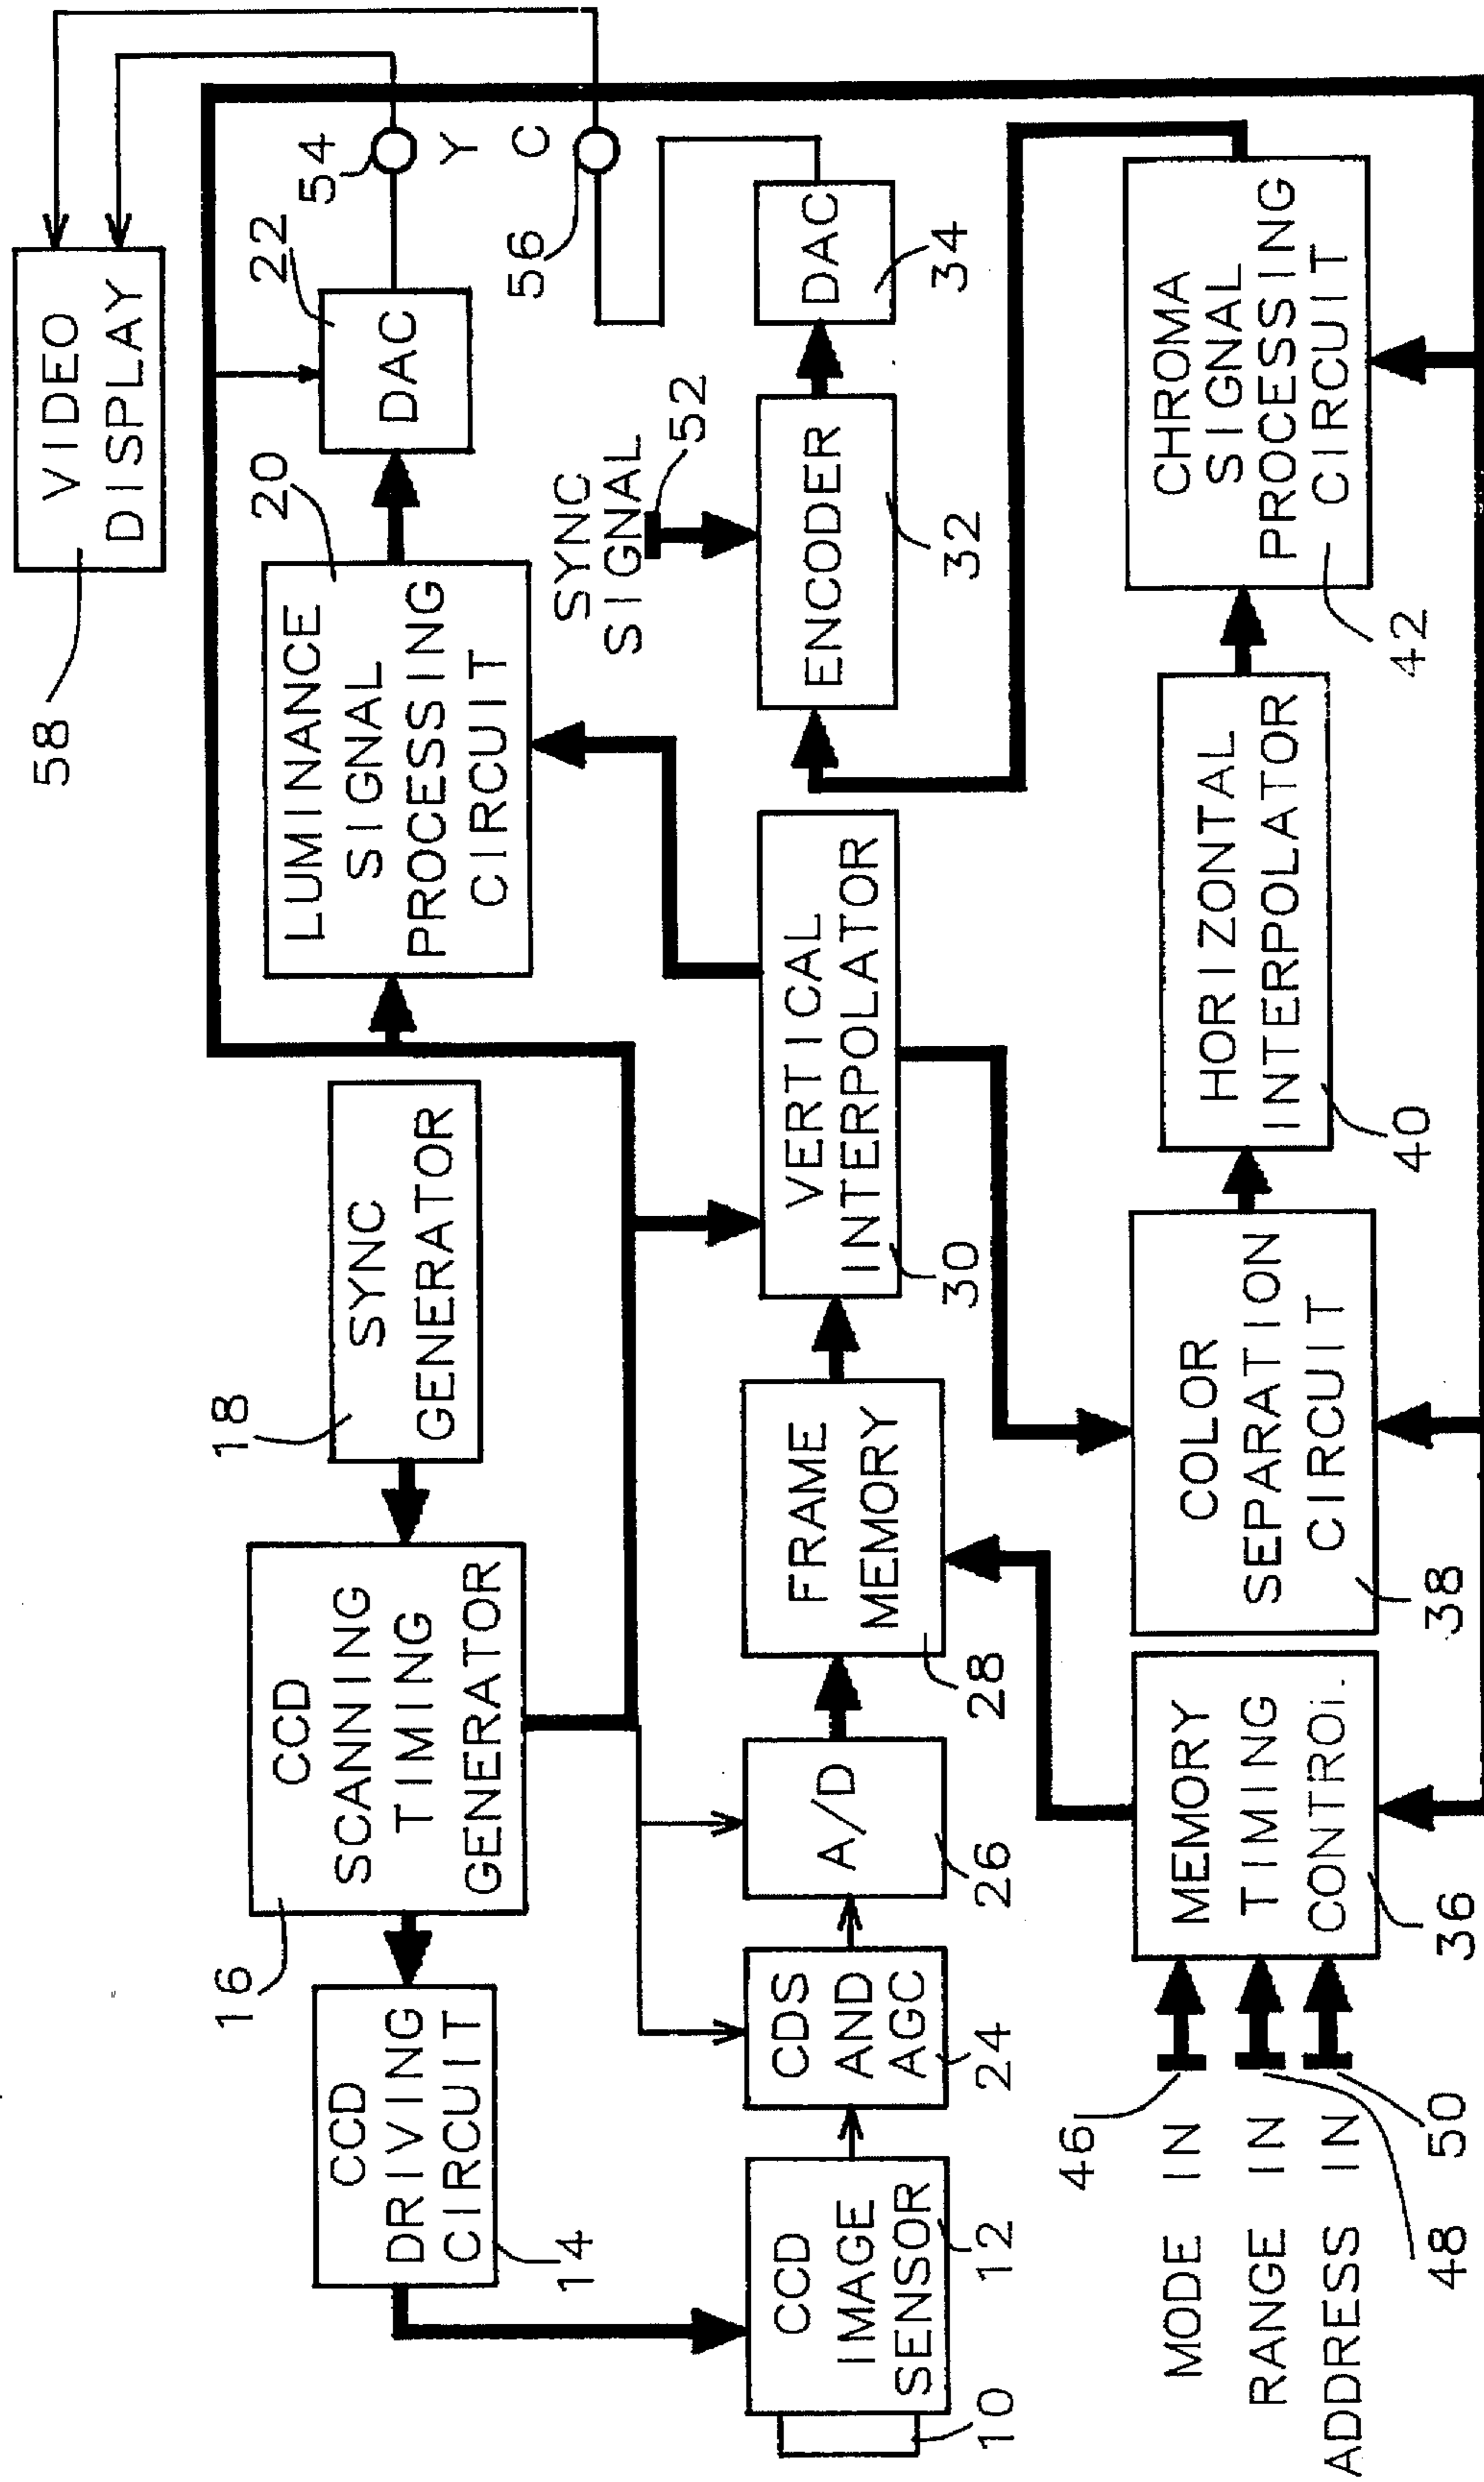 58
VIDEO
DISPLAY
18
SYNC
GENERATOR
16
CCD
SCANNING
TIMING
GENERATOR
14
CCD
DRIVING
CIRCUIT
20
LUMINANCE
SIGNAL
PROCESSING
CIRCUIT
22
DAC
54
Y
C
56
SYNC
SIGNAL
52
10
CCD
IMAGE
SENSOR
12
CDS
AND
AGC
24
A/D
26
FRAME
MEMORY
28
VERTICAL
INTERPOLATOR
30
ENCODER
32
DAC
34
46
MODE IN
RANGE IN
ADDRESS IN
48
50
MEMORY
TIMING
CONTROL
36
COLOR
SEPARATION
CIRCUIT
38
HORIZONTAL
INTERPOLATOR
40
CHROMA
SIGNAL
PROCESSING
CIRCUIT
42